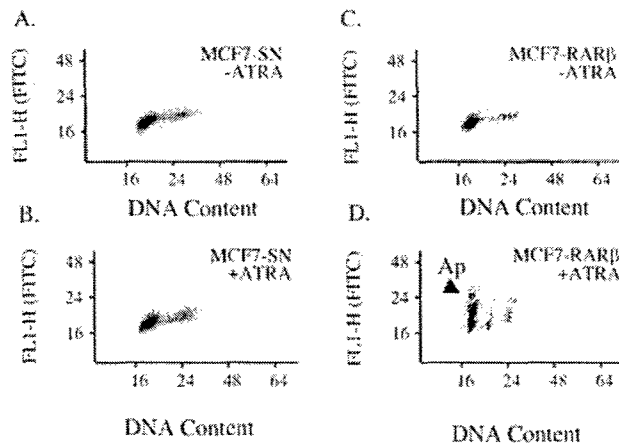 A.
MCF7-SN
-ATRA
FL1-H (FITC)
48
24
16
16 24 48 64
DNA Content
B.
MCF7-SN
+ATRA
FL1-H (FITC)
48
24
16
16 24 48 64
DNA Content
C.
MCF7-RARβ
-ATRA
FL1-H (FITC)
48
24
16
16 24 48 64
DNA Content
D.
MCF7-RARβ
+ATRA
Ap
FL1-H (FITC)
48
24
16
16 24 48 64
DNA Content